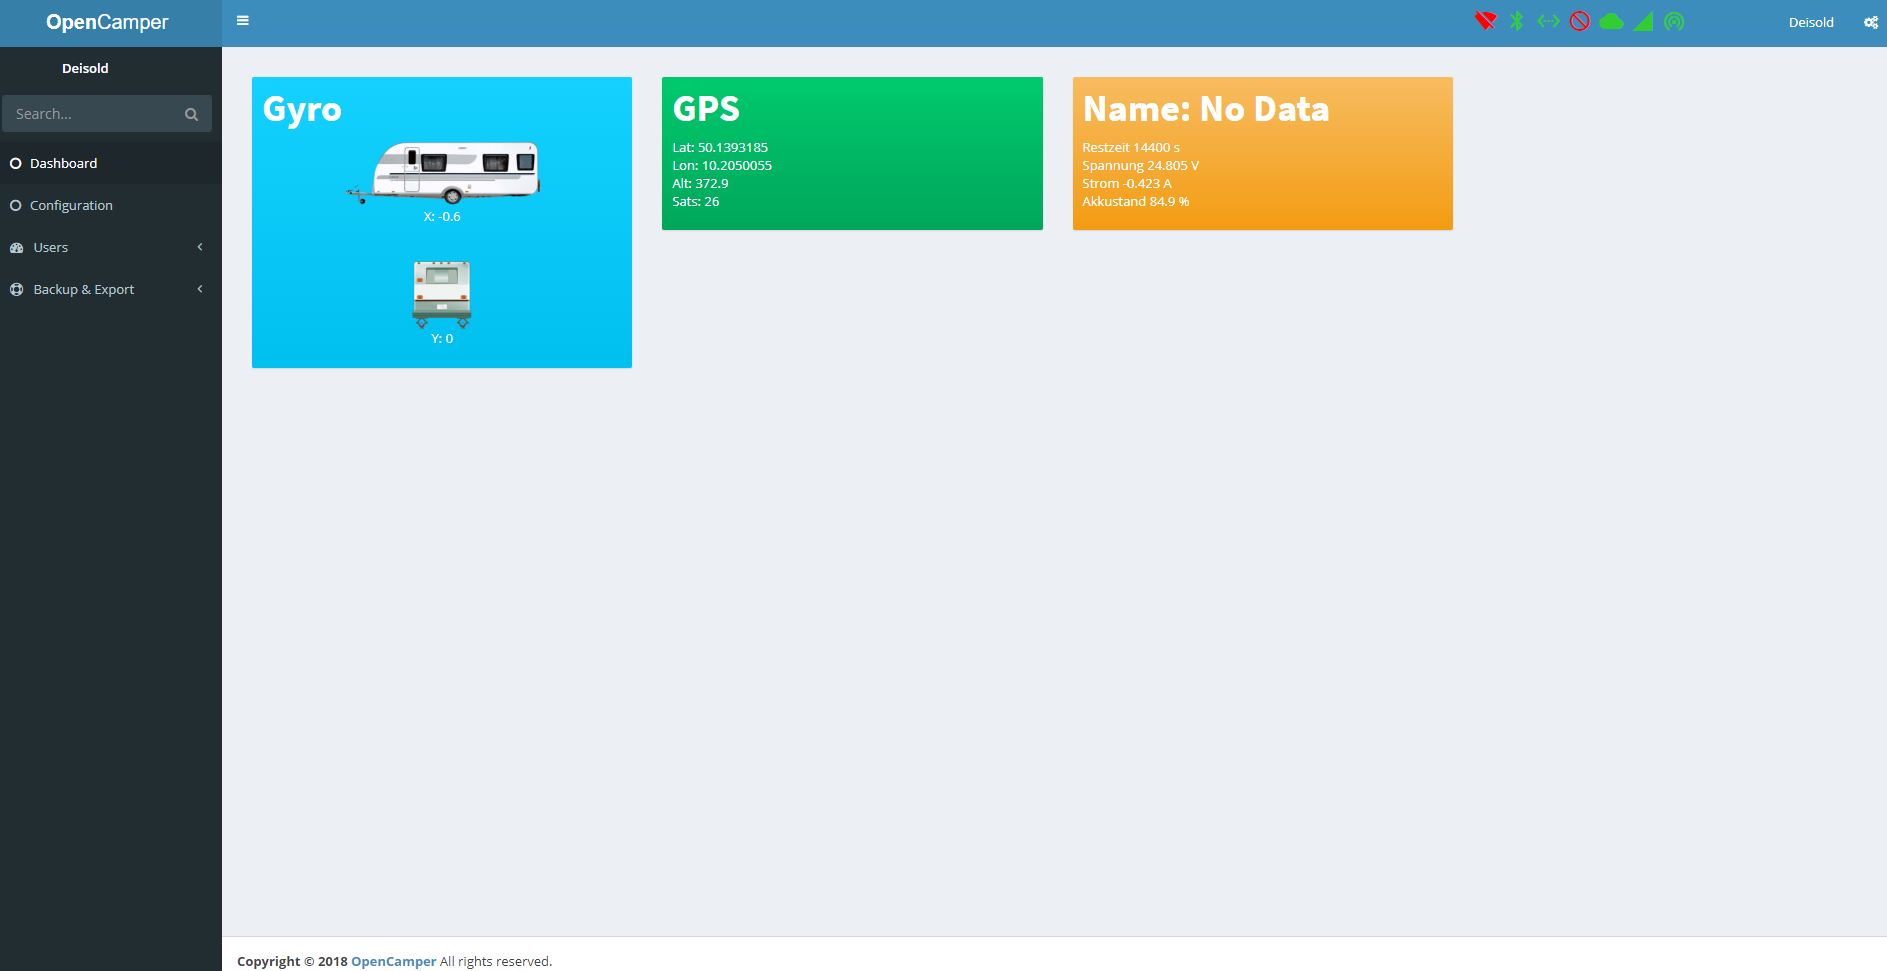 OpenCamper
Deisold
Deisold
Search...
Dashboard
Configuration
Users
Backup & Export
Gyro
X: -0.6
Y: 0
GPS
Lat: 50.1393185
Lon: 10.2050055
Alt: 372.9
Sats: 26
Name: No Data
Restzeit 14400 s
Spannung 24.805 V
Strom -0.423 A
Akkustand 84.9 %
Copyright © 2018 OpenCamper All rights reserved.